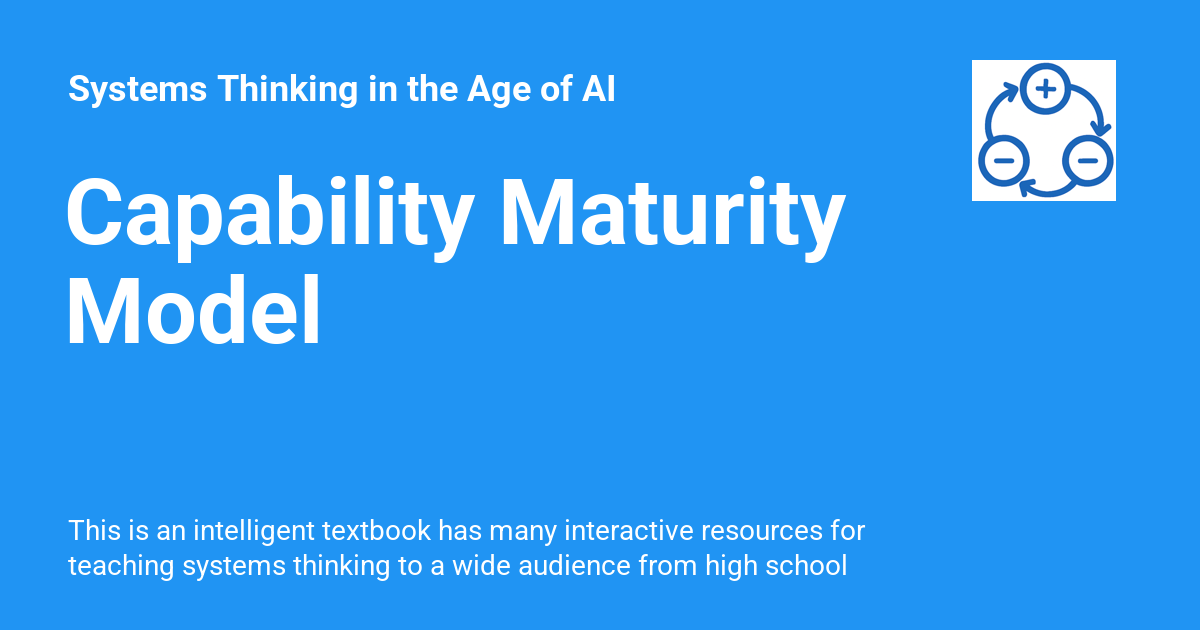 Systems Thinking in the Age of AI
Capability Maturity
Model
This is an intelligent textbook has many interactive resources for
teaching systems thinking to a wide audience from high school